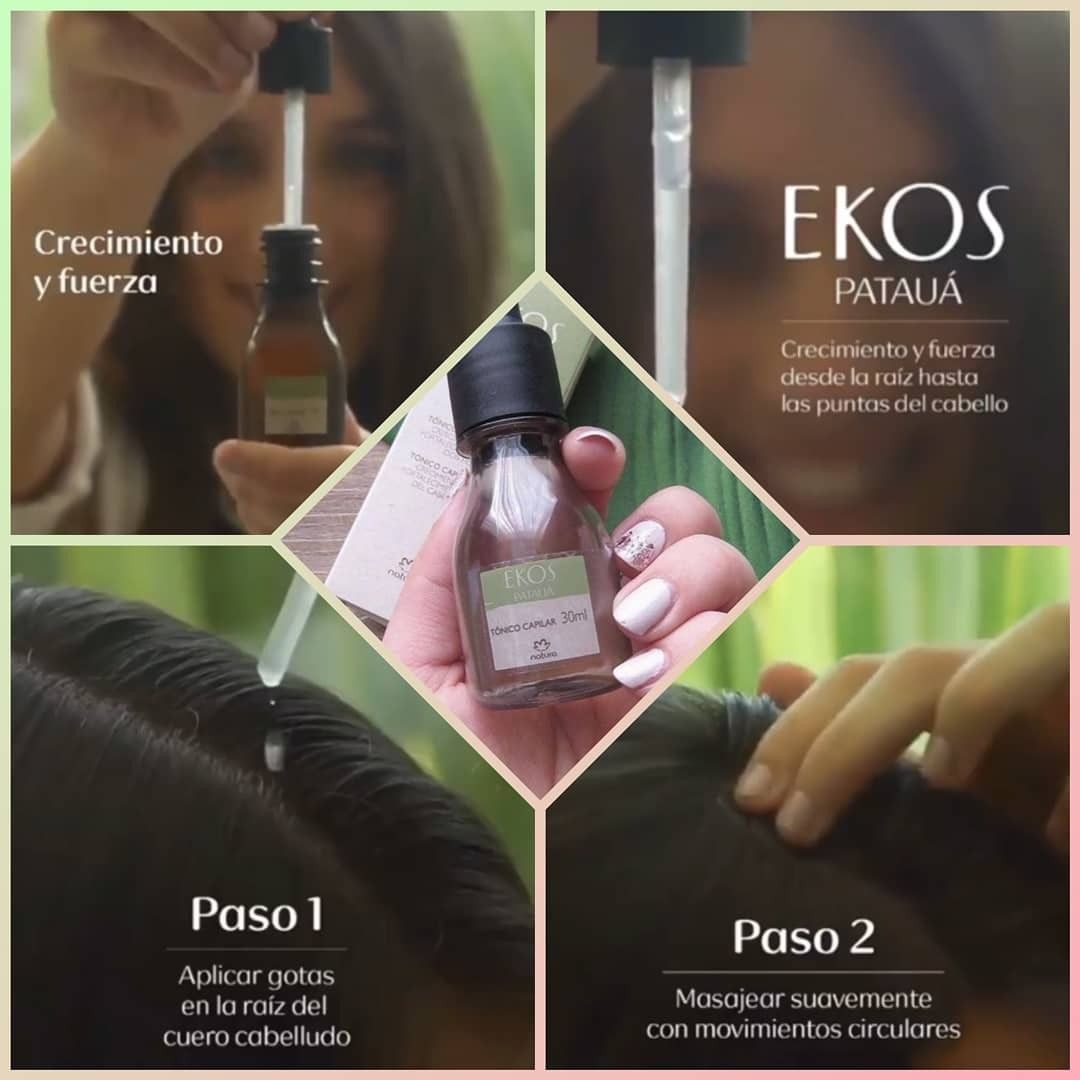 Crecimiento
y fuerza
EKOS
PATAUÁ
Crecimiento y fuerza
desde la raíz hasta
las puntas del cabello
TÓNICO CAPILAR 30ml
EKOS
PATAUÁ
natura
Paso 1
Aplicar gotas
en la raíz del
cuero cabelludo
Paso 2
Masajear suavemente
con movimientos circulares